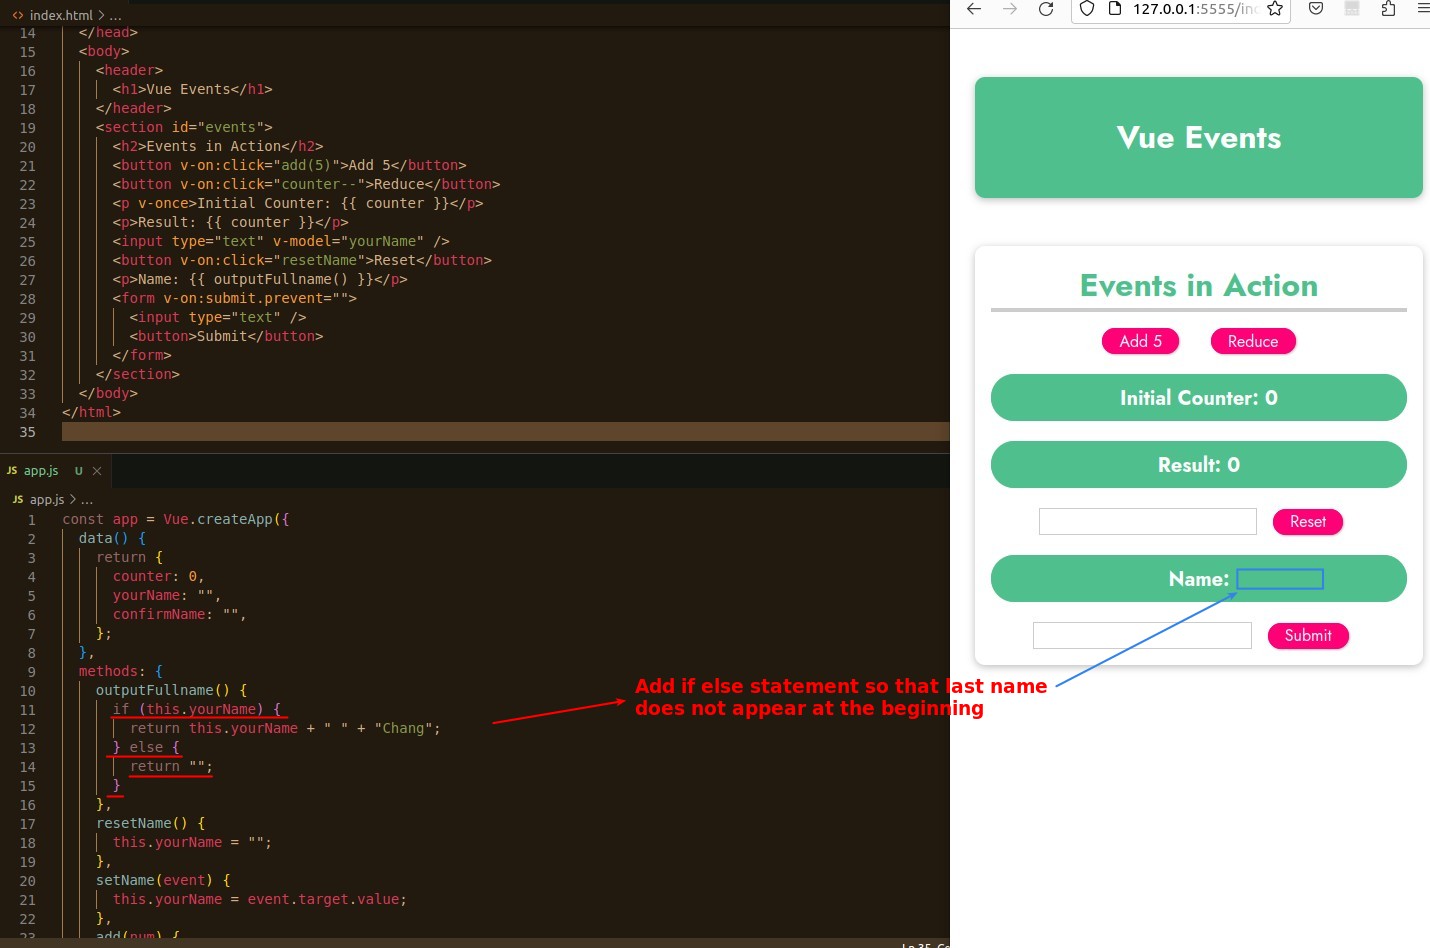 index.html > ...
14 </head>
15 <body>
16 <header>
17 <h1>Vue Events</h1>
18 </header>
19 <section id="events">
20 <h2>Events in Action</h2>
21 <button v-on:click="add(5)">Add 5</button>
22 <button v-on:click="counter--">Reduce</button>
23 <p v-once>Initial Counter: {{ counter }}</p>
24 <p>Result: {{ counter }}</p>
25 <input type="text" v-model="yourName" />
26 <button v-on:click="resetName">Reset</button>
27 <p>Name: {{ outputFullname() }}</p>
28 <form v-on:submit.prevent="">
29 <input type="text" />
30 <button>Submit</button>
31 </form>
32 </section>
33 </body>
34 </html>
35
JS app.js U
JS app.js > ...
1 const app = Vue.createApp({
2 data() {
3 return {
4 counter: 0,
5 yourName: "",
6 confirmName: "",
7 };
8 },
9 methods: {
10 outputFullname() {
11 if (this.yourName) {
12 return this.yourName + " " + "Chang";
13 } else {
14 return "";
15 }
16 },
17 resetName() {
18 this.yourName = "";
19 },
20 setName(event) {
21 this.yourName = event.target.value;
22 },
23 add(num) {
Add if else statement so that last name
does not appear at the beginning
127.0.0.1:5555/in
Vue Events
Events in Action
Add 5 Reduce
Initial Counter: 0
Result: 0
Reset
Name:
Submit